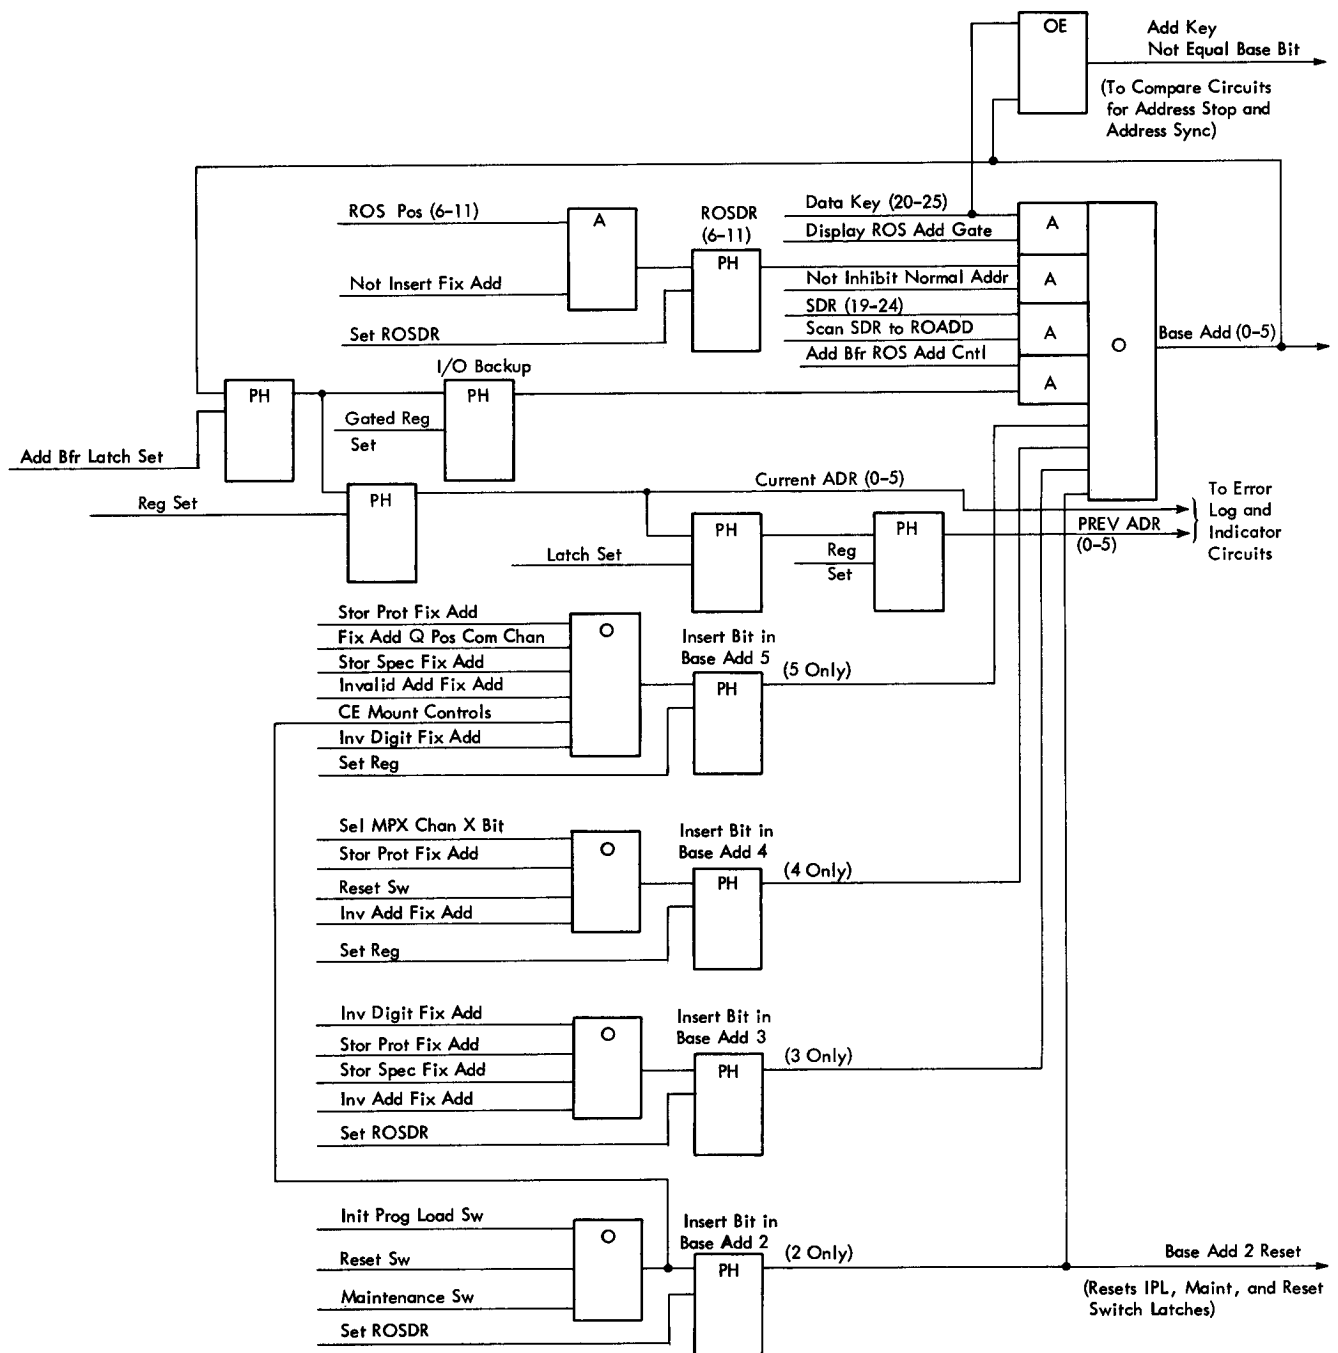 OE
Add Key
Not Equal Base Bit
(To Compare Circuits
for Address Stop and
Address Sync)
ROS Pos (6-11)
A
Not Insert Fix Add
Set ROSDR
ROSDR
(6-11)
PH
Data Key (20-25)
Display ROS Add Gate
A
Not Inhibit Normal Addr
A
SDR (19-24)
Scan SDR to ROADD
A
Add Bfr ROS Add Cntl
A
O
Base Add (0-5)
I/O Backup
PH
PH
Gated Reg
Set
Add Bfr Latch Set
Reg Set
PH
Current ADR (0-5)
Latch Set
PH
Reg
Set
PH
PREV ADR
(0-5)
To Error
Log and
Indicator
Circuits
Stor Prot Fix Add
Fix Add Q Pos Com Chan
Stor Spec Fix Add
Invalid Add Fix Add
CE Mount Controls
Inv Digit Fix Add
Set Reg
O
Insert Bit in
Base Add 5
PH
(5 Only)
Sel MPX Chan X Bit
Stor Prot Fix Add
Reset Sw
Inv Add Fix Add
Set Reg
O
Insert Bit in
Base Add 4
PH
(4 Only)
Inv Digit Fix Add
Stor Prot Fix Add
Stor Spec Fix Add
Inv Add Fix Add
Set ROSDR
O
Insert Bit in
Base Add 3
PH
(3 Only)
Init Prog Load Sw
Reset Sw
Maintenance Sw
Set ROSDR
O
Insert Bit in
Base Add 2
PH
(2 Only)
Base Add 2 Reset
(Resets IPL, Maint, and Reset
Switch Latches)